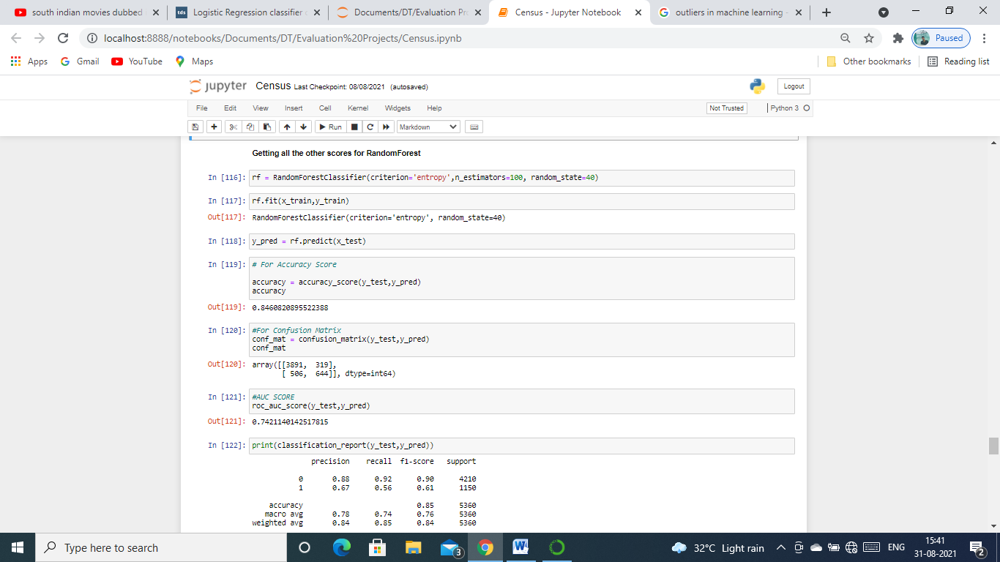 south indian movies dubbed
Logistic Regression classifier
Documents/DT/Evaluation Pr
Census - Jupyter Notebook
outliers in machine learning -
localhost:8888/notebooks/Documents/DT/Evaluation%20Projects/Census.ipynb
Paused
Apps
Gmail
YouTube
Maps
Other bookmarks
Reading list
jupyter Census Last Checkpoint: 08/08/2021 (autosaved)
Logout
File Edit View Insert Cell Kernel Widgets Help
Not Trusted
Python 3
Run
Markdown
Getting all the other scores for RandomForest
In [116]: rf = RandomForestClassifier(criterion='entropy',n_estimators=100, random_state=40)
In [117]: rf.fit(x_train,y_train)
Out[117]: RandomForestClassifier(criterion='entropy', random_state=40)
In [118]: y_pred = rf.predict(x_test)
In [119]: # For Accuracy Score
accuracy = accuracy_score(y_test,y_pred)
accuracy
Out[119]: 0.8460820895522388
In [120]: #For Confusion Matrix
conf_mat = confusion_matrix(y_test,y_pred)
conf_mat
Out[120]: array([[3891, 319],
[ 506, 644]], dtype=int64)
In [121]: #AUC SCORE
roc_auc_score(y_test,y_pred)
Out[121]: 0.7421140142517815
In [122]: print(classification_report(y_test,y_pred))
precision recall f1-score support
0 0.88 0.92 0.90 4210
1 0.67 0.56 0.61 1150
accuracy 0.85 5360
macro avg 0.78 0.74 0.76 5360
weighted avg 0.84 0.85 0.84 5360
Type here to search
3
32°C Light rain
ENG
15:41
31-08-2021
2